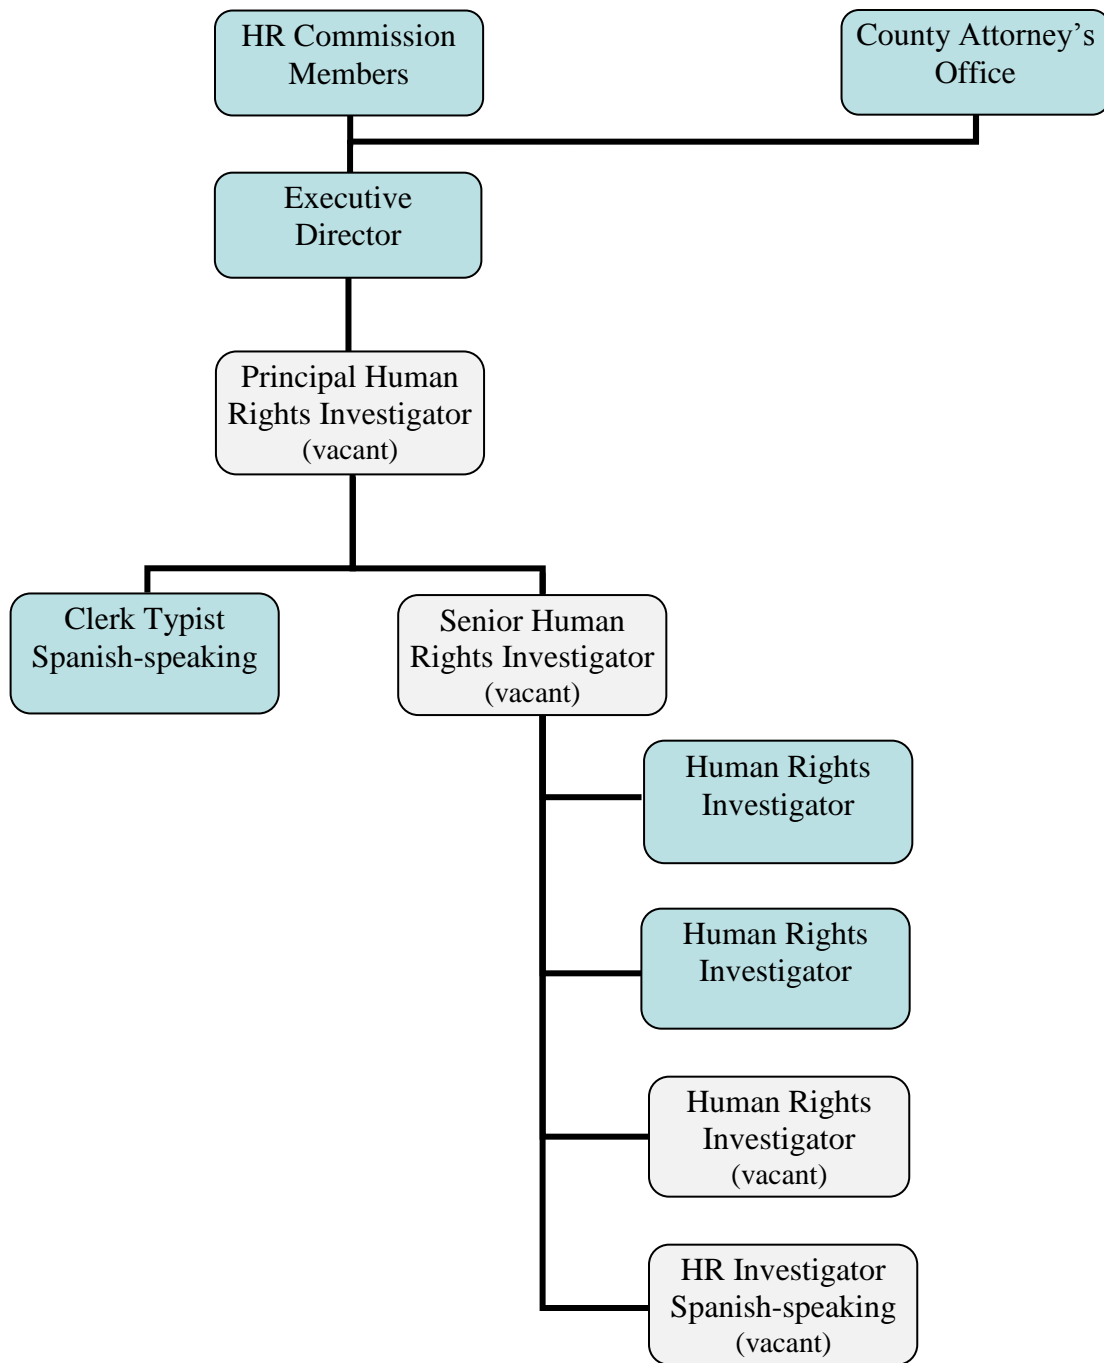 HR Commission
Members
County Attorney’s
Office
Executive
Director
Principal Human
Rights Investigator
(vacant)
Clerk Typist
Spanish-speaking
Senior Human
Rights Investigator
(vacant)
Human Rights
Investigator
Human Rights
Investigator
Human Rights
Investigator
(vacant)
HR Investigator
Spanish-speaking
(vacant)